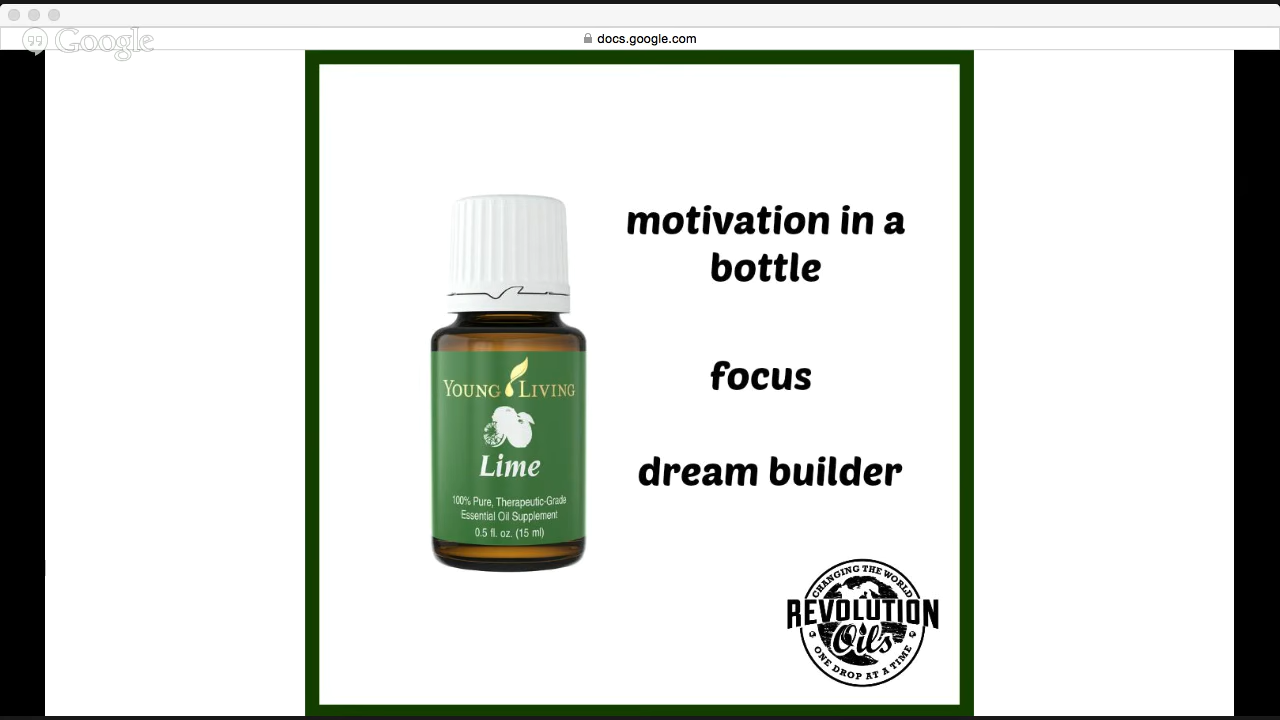 Google
docs.google.com
motivation in a
bottle
focus
dream builder
YOUNG LIVING
Lime
100% Pure, Therapeutic-Grade
Essential Oil Supplement
0.5 fl. oz. (15 ml)
CHANGING THE WORLD
REVOLUTION
Oils
ONE DROP AT A TIME